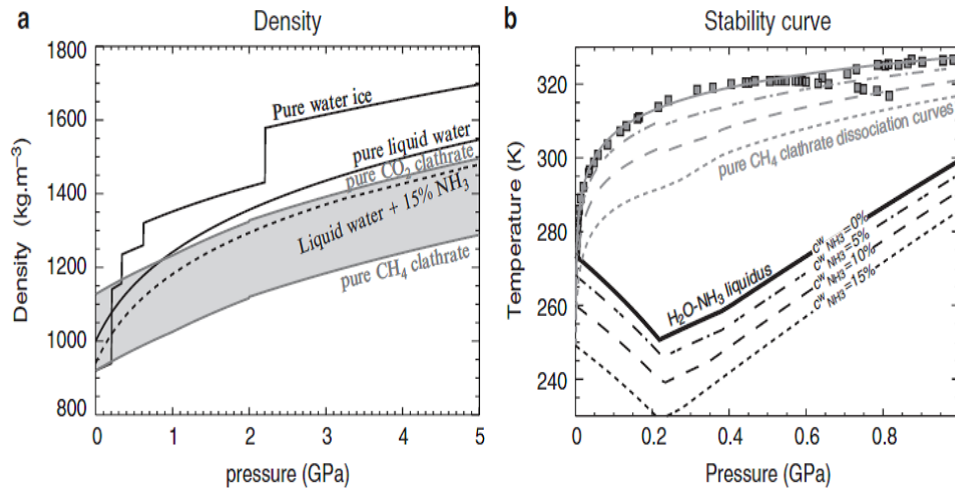 a
Density
Density (kg.m⁻³)
1800
1600
1400
1200
1000
800
Pure water ice
pure liquid water
pure CO₂ clathrate
Liquid water + 15% NH₃
pure CH₄ clathrate
0
1
2
3
4
5
pressure (GPa)
b
Stability curve
Temperature (K)
320
300
280
260
240
pure CH₄ clathrate dissociation curves
H₂O-NH₃ liquidus
cʷNH3=0%
cʷNH3=5%
cʷNH3=10%
cʷNH3=15%
0
0.2
0.4
0.6
0.8
Pressure (GPa)